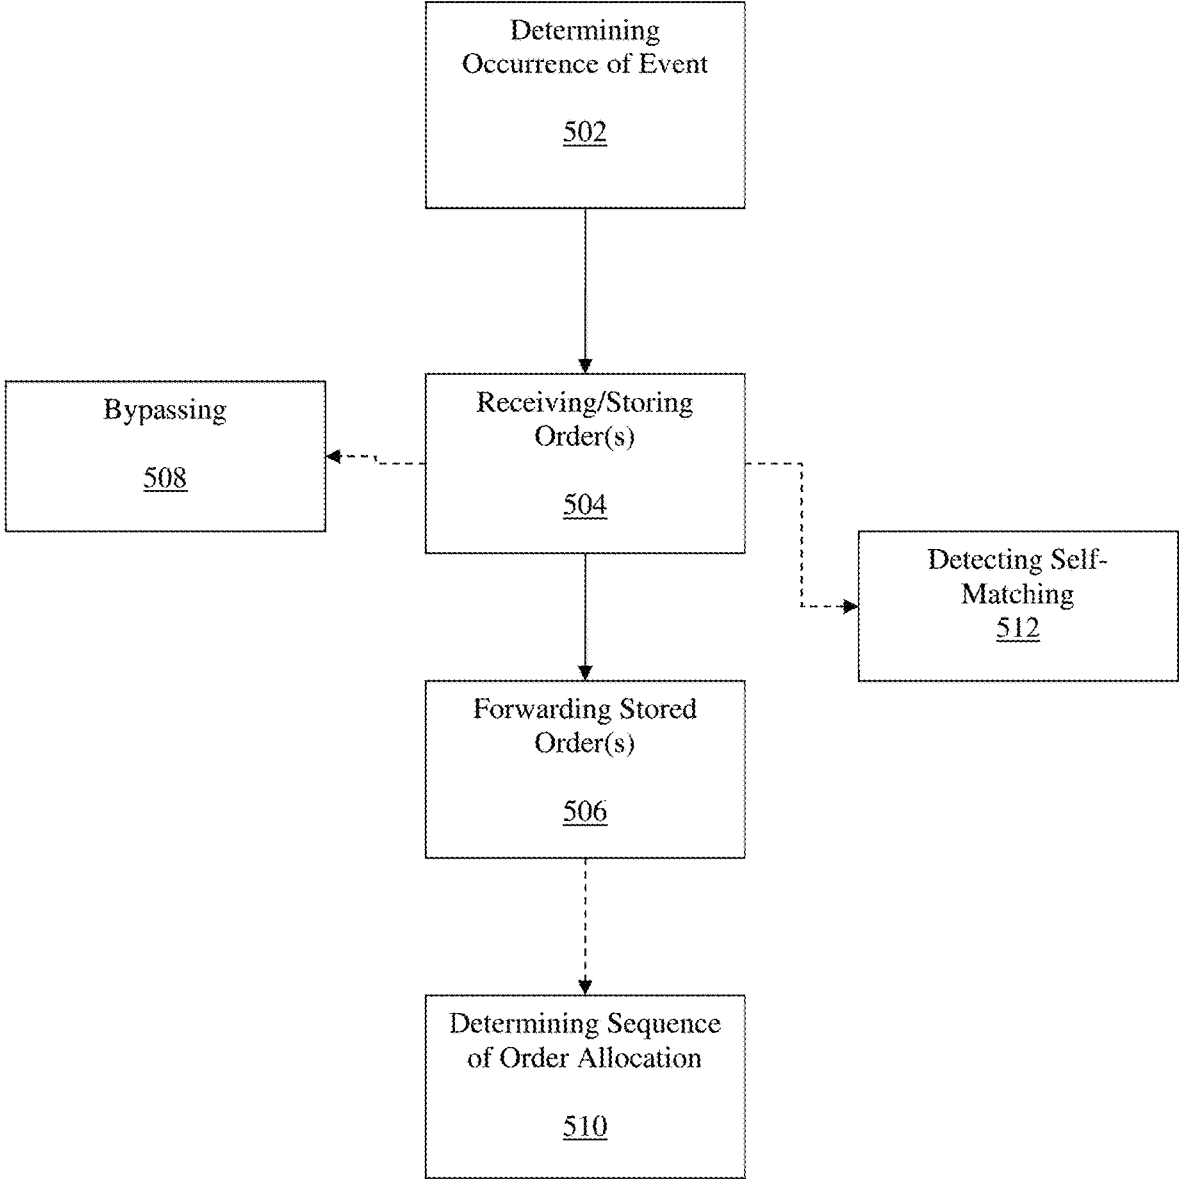 Determining
Occurrence of Event
502
Bypassing
508
Receiving/Storing
Order(s)
504
Detecting Self-
Matching
512
Forwarding Stored
Order(s)
506
Determining Sequence
of Order Allocation
510